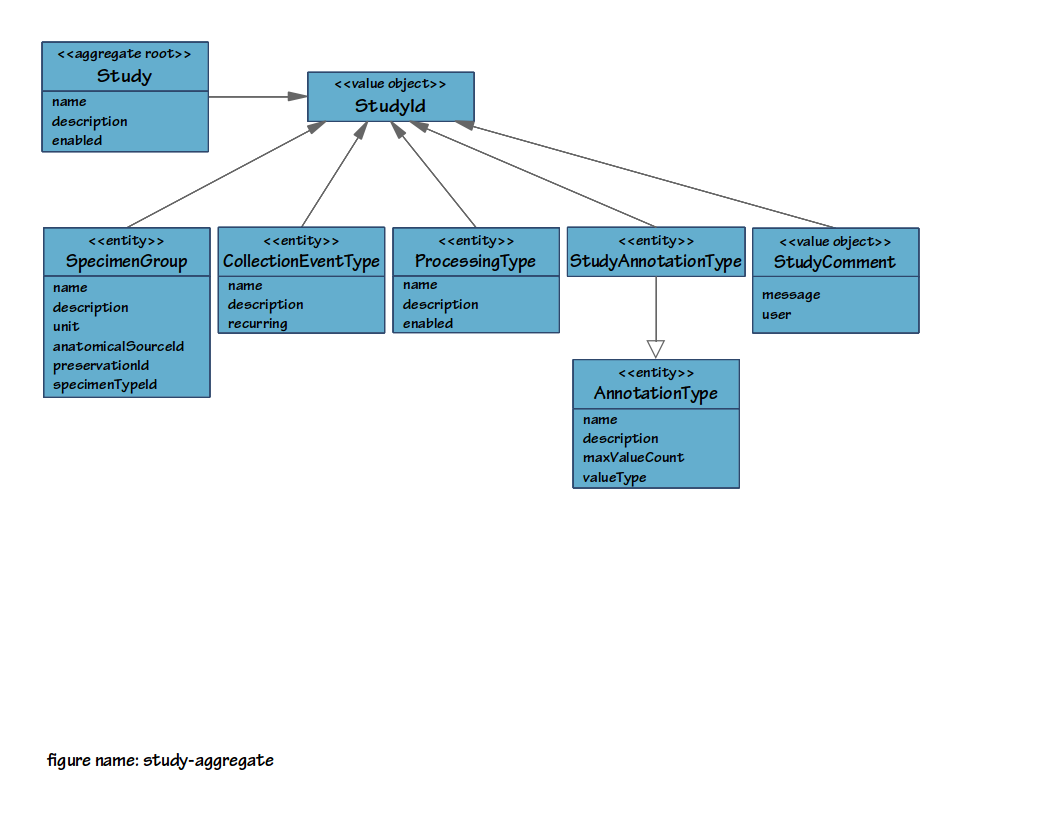 <<aggregate root>>
Study
name
description
enabled
<<value object>>
StudyId
<<entity>>
SpecimenGroup
name
description
unit
anatomicalSourceId
preservationId
specimenTypeId
<<entity>>
CollectionEventType
name
description
recurring
<<entity>>
ProcessingType
name
description
enabled
<<entity>>
StudyAnnotationType
<<value object>>
StudyComment
message
user
<<entity>>
AnnotationType
name
description
maxValueCount
valueType
figure name: study-aggregate